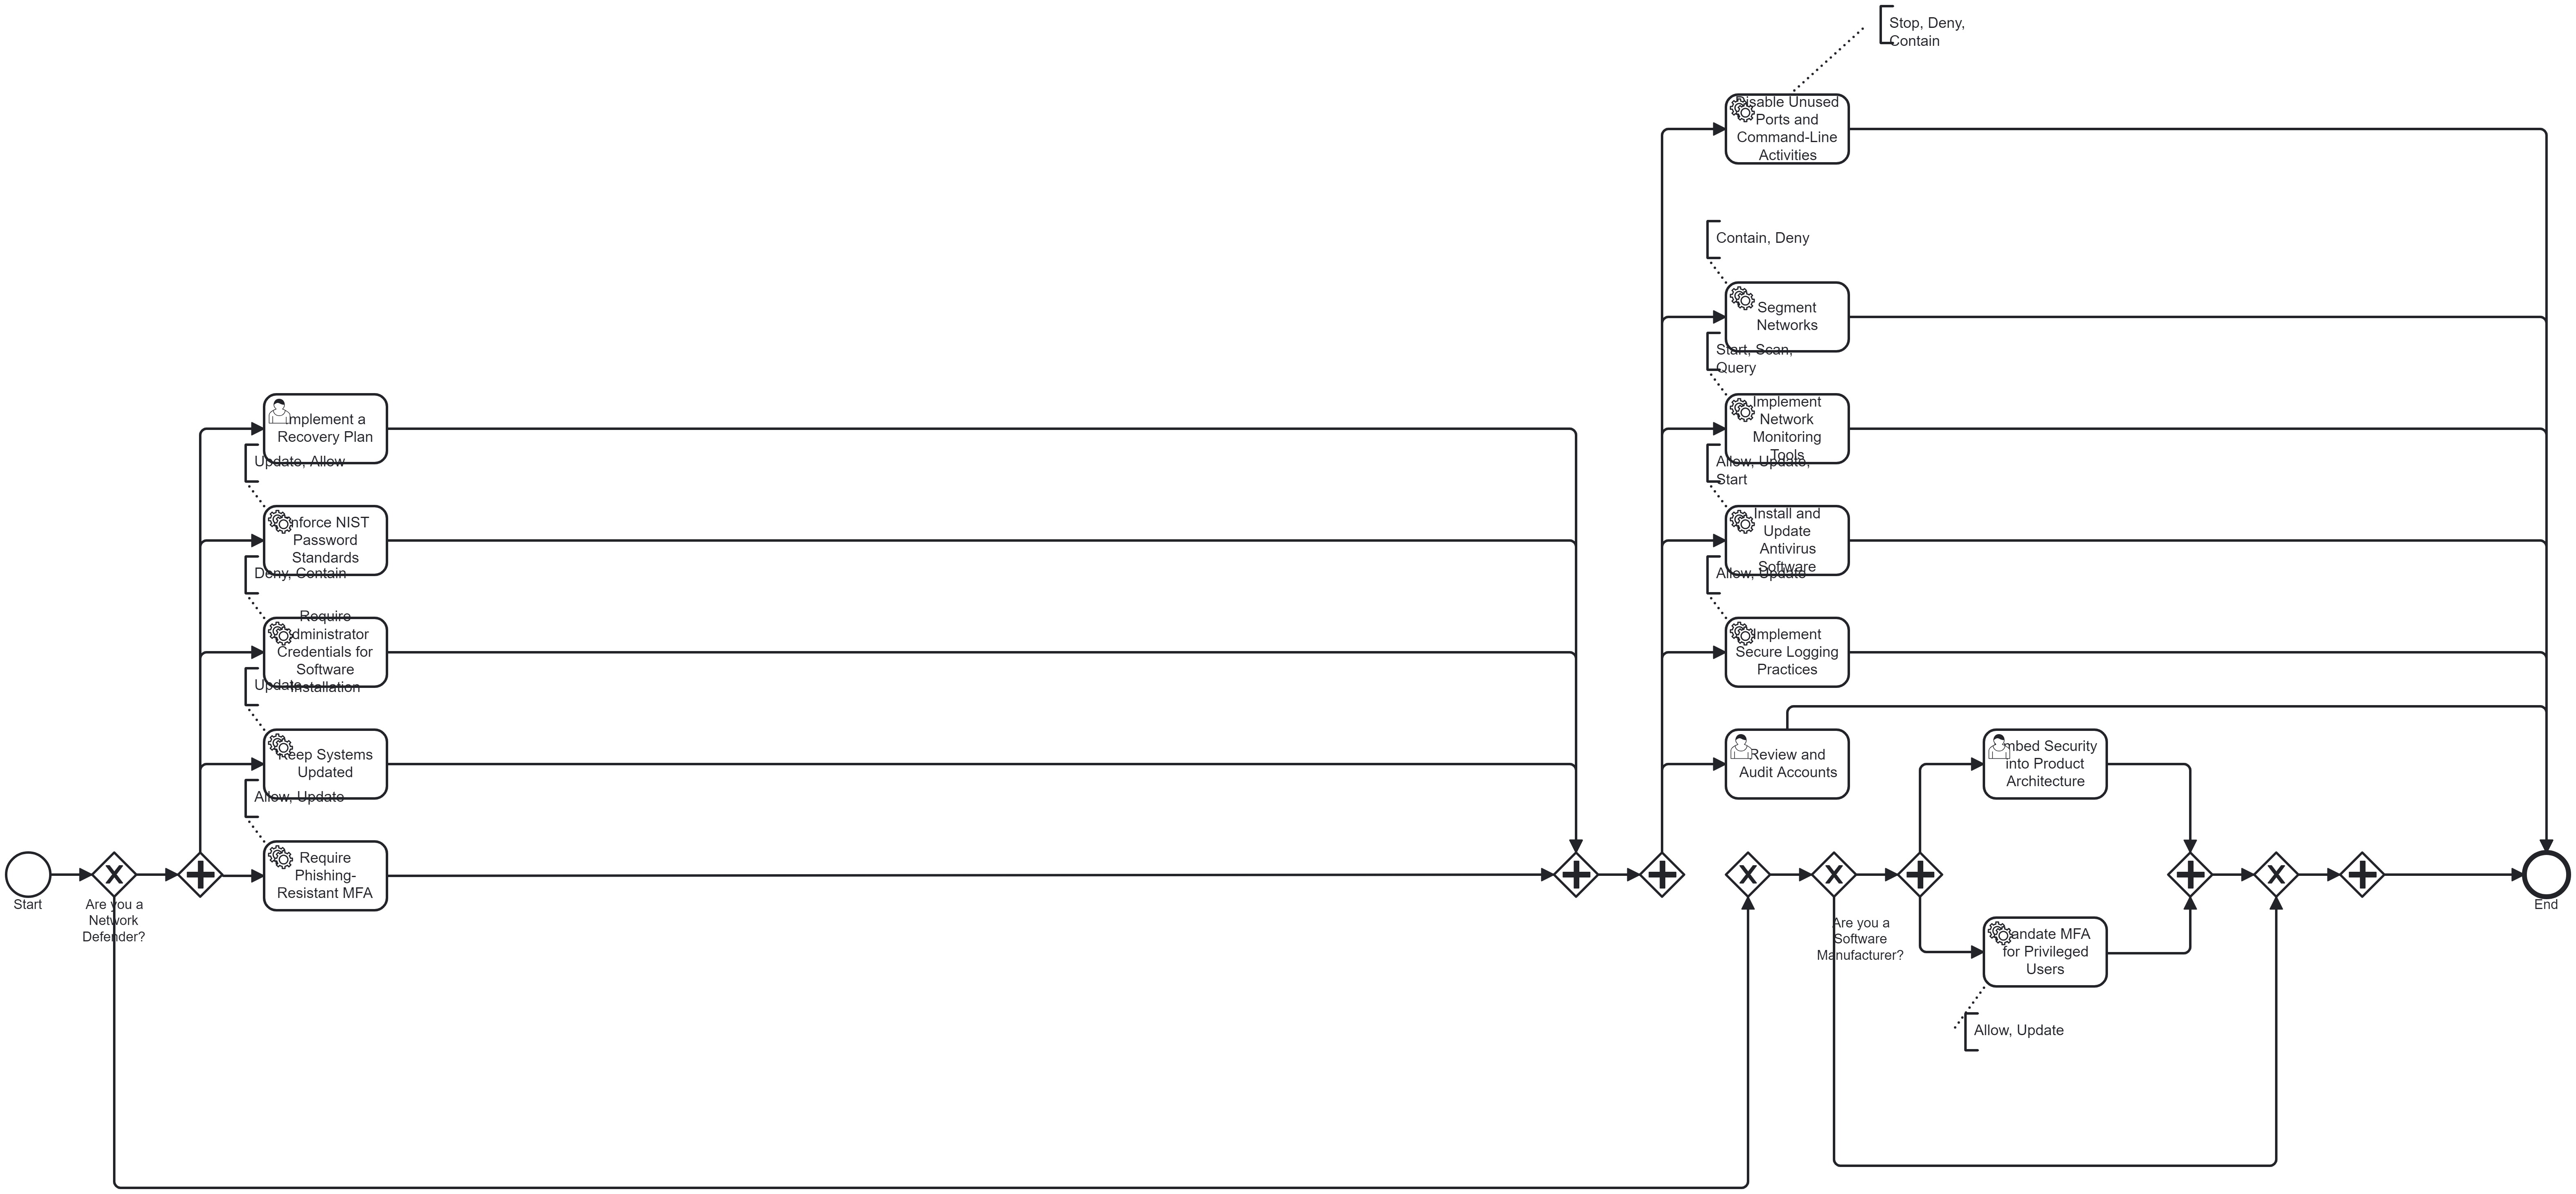 Stop, Deny,
Contain
Disable Unused
Ports and
Command-Line
Activities
Contain, Deny
Segment
Networks
Start, Scan,
Query
Implement
Network
Monitoring
Tools
Allow, Update,
Start
Install and
Update
Antivirus
Software
Allow, Update
Implement
Secure Logging
Practices
Review and
Audit Accounts
Implement a
Recovery Plan
Update, Allow
Enforce NIST
Password
Standards
Deny, Contain
Require
Administrator
Credentials for
Software
Installation
Update
Keep Systems
Updated
Allow, Update
Require
Phishing-
Resistant MFA
Start
Are you a
Network
Defender?
Are you a
Software
Manufacturer?
Embed Security
into Product
Architecture
Mandate MFA
for Privileged
Users
Allow, Update
End